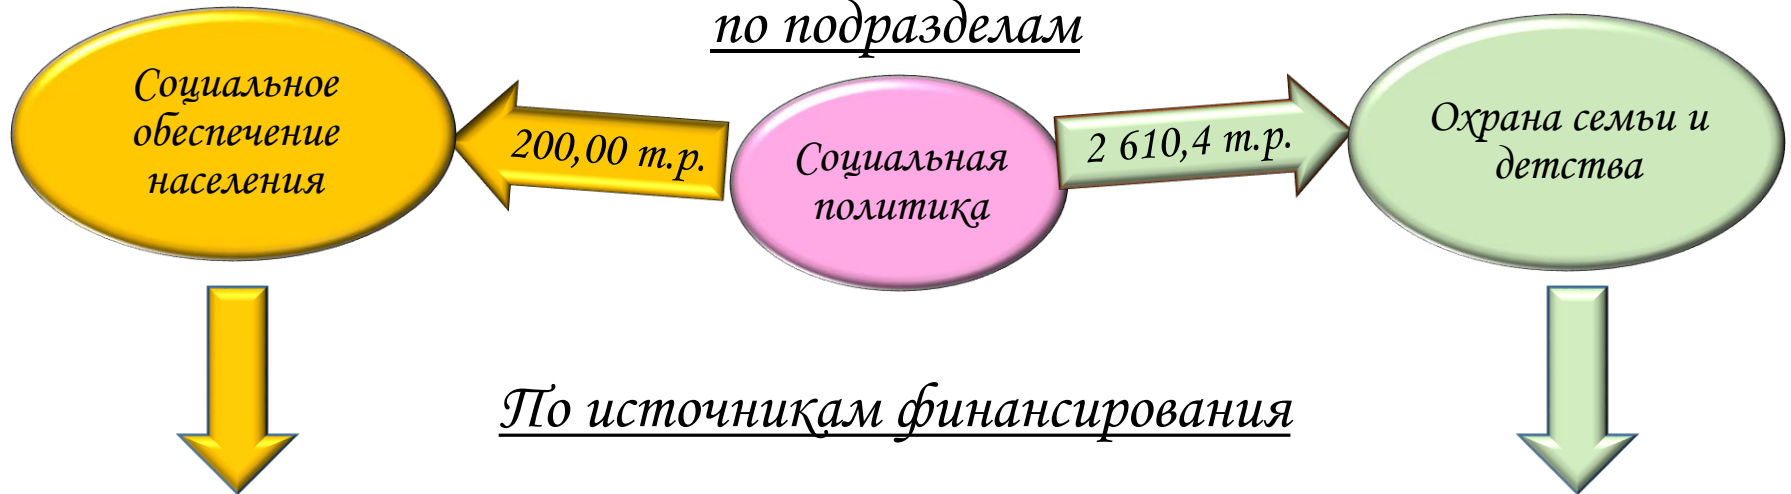 по подразделам
Социальное
обеспечение
населения
200,00 т.р.
Социальная
политика
2 610,4 т.р.
Охрана семьи и
детства
По источникам финансирования